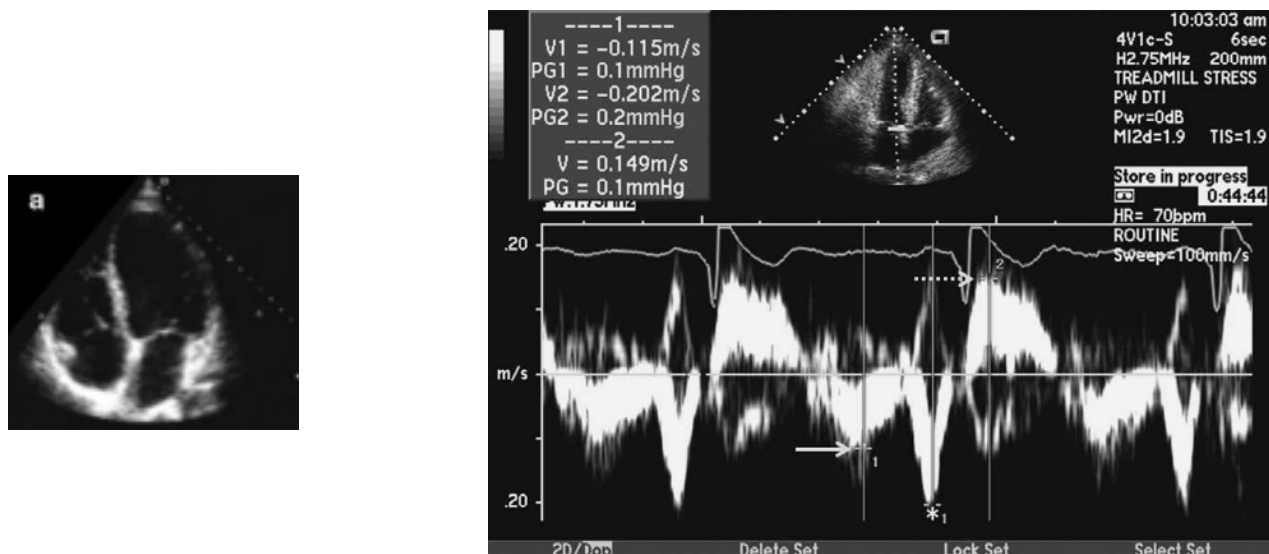 a
----1----
V1 = -0.115m/s
PG1 = 0.1mmHg
V2 = -0.202m/s
PG2 = 0.2mmHg
----2----
V = 0.149m/s
PG = 0.1mmHg
10:03:03 am
4V1c-S 6sec
H2.75MHz 200mm
TREADMILL STRESS
PW DTI
Pwr=0dB
MI2d=1.9 TIS=1.9
Store in progress
0:44:44
HR= 70bpm
ROUTINE
Sweep=100mm/s
.20
2
m/s
1
.20
*1
2D/Dop Delete Set Lock Set Select Set